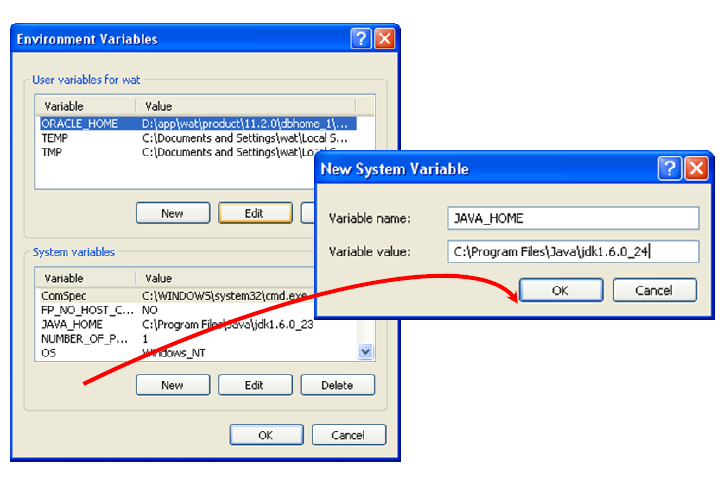 Environment Variables
User variables for wat
Variable Value
ORACLE_HOME D:\app\wat\product\11.2.0\dbhome_1\...
TEMP C:\Documents and Settings\wat\Local S...
TMP C:\Documents and Settings\wat\Local S...
New Edit
System variables
Variable Value
ComSpec C:\WINDOWS\system32\cmd.exe
FP_NO_HOST_C... NO
JAVA_HOME C:\Program Files\Java\jdk1.6.0_23
NUMBER_OF_P... 1
OS Windows_NT
New Edit Delete
OK Cancel
New System Variable
Variable name: JAVA_HOME
Variable value: C:\Program Files\Java\jdk1.6.0_24
OK Cancel